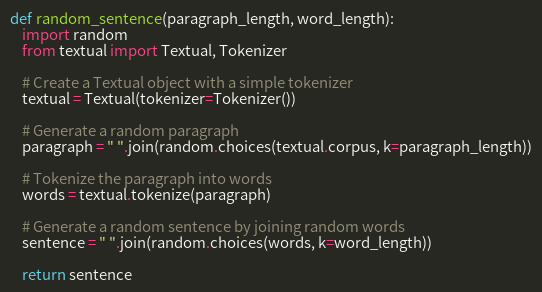 def random_sentence(paragraph_length, word_length):
    import random
    from textual import Textual, Tokenizer

    # Create a Textual object with a simple tokenizer
    textual = Textual(tokenizer=Tokenizer())

    # Generate a random paragraph
    paragraph = " ".join(random.choices(textual.corpus, k=paragraph_length))

    # Tokenize the paragraph into words
    words = textual.tokenize(paragraph)

    # Generate a random sentence by joining random words
    sentence = " ".join(random.choices(words, k=word_length))

    return sentence